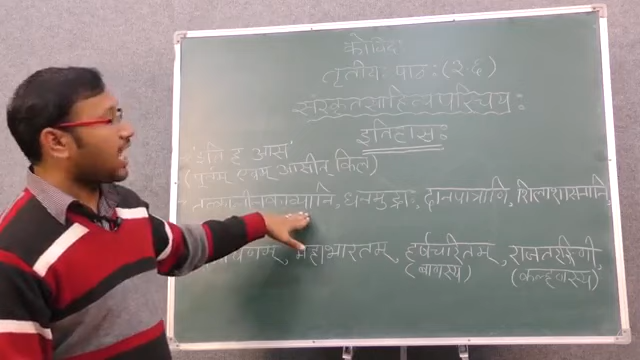 कोविदः
तृतीयः पाठः (२.६)
संस्कृतसाहित्यपरिचयः
इतिहासः
'इति ह आस'
(पूर्वम् एवम् आसीत् किल)
तत्कालीनकाव्यानि, धनमुद्राः, दानपात्राणि, शिलाशासनानि,
महाभारतम्, हर्षचरितम्, राजतरङ्गिणी,
(बाणस्य) (कल्हणस्य)